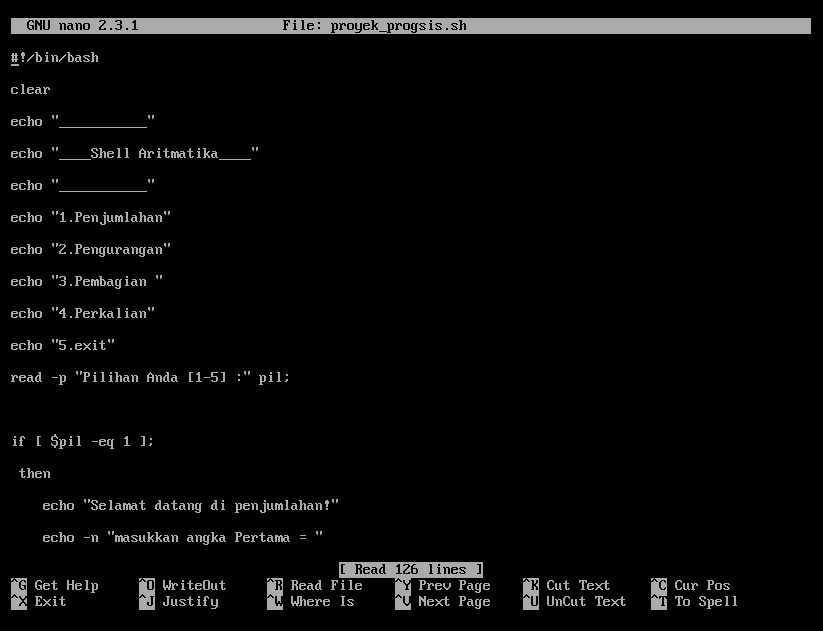 GNU nano 2.3.1 File: proyek_progsis.sh
#!/bin/bash
clear
echo "___________"
echo "____Shell Aritmatika____"
echo "___________"
echo "1.Penjumlahan"
echo "2.Pengurangan"
echo "3.Pembagian "
echo "4.Perkalian"
echo "5.exit"
read -p "Pilihan Anda [1-5] :" pil;
if [ $pil -eq 1 ];
then
echo "Selamat datang di penjumlahan!"
echo -n "masukkan angka Pertama = "
[ Read 126 lines ]
^G Get Help ^O WriteOut ^R Read File ^Y Prev Page ^K Cut Text ^C Cur Pos
^X Exit ^J Justify ^W Where Is ^V Next Page ^U UnCut Text ^T To Spell